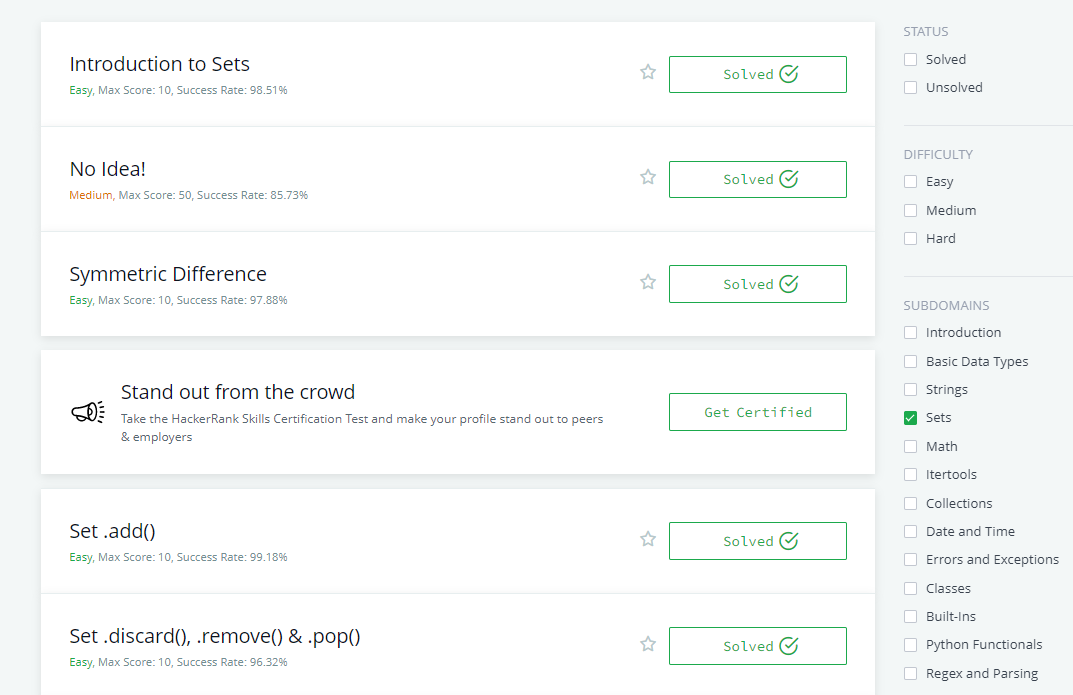 Introduction to Sets
Easy, Max Score: 10, Success Rate: 98.51%
Solved
No Idea!
Medium, Max Score: 50, Success Rate: 85.73%
Solved
Symmetric Difference
Easy, Max Score: 10, Success Rate: 97.88%
Solved
Stand out from the crowd
Take the HackerRank Skills Certification Test and make your profile stand out to peers
& employers
Get Certified
Set .add()
Easy, Max Score: 10, Success Rate: 99.18%
Solved
Set .discard(), .remove() & .pop()
Easy, Max Score: 10, Success Rate: 96.32%
Solved
STATUS
Solved
Unsolved
DIFFICULTY
Easy
Medium
Hard
SUBDOMAINS
Introduction
Basic Data Types
Strings
Sets
Math
Itertools
Collections
Date and Time
Errors and Exceptions
Classes
Built-Ins
Python Functionals
Regex and Parsing